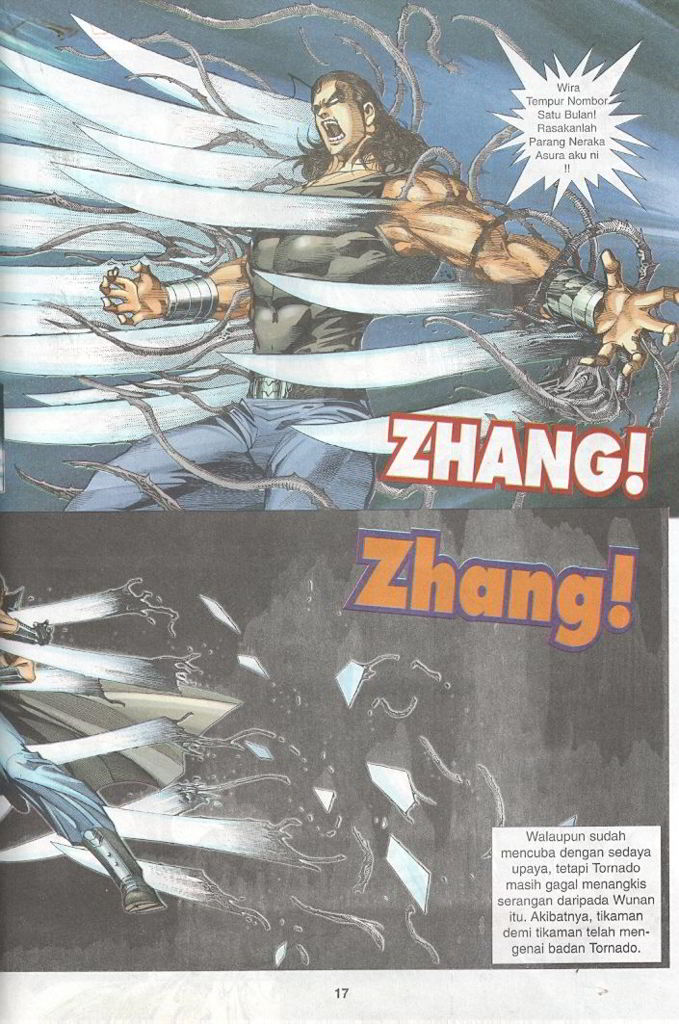 Wira
Tempur Nombor
Satu Bulan!
Rasakanlah
Parang Neraka
Asura aku ni
!!
ZHANG!
Zhang!
Walaupun sudah
mencuba dengan sedaya
upaya, tetapi Tornado
masih gagal menangkis
serangan daripada Wunan
itu. Akibatnya, tikaman
demi tikaman telah men-
genai badan Tornado.
17